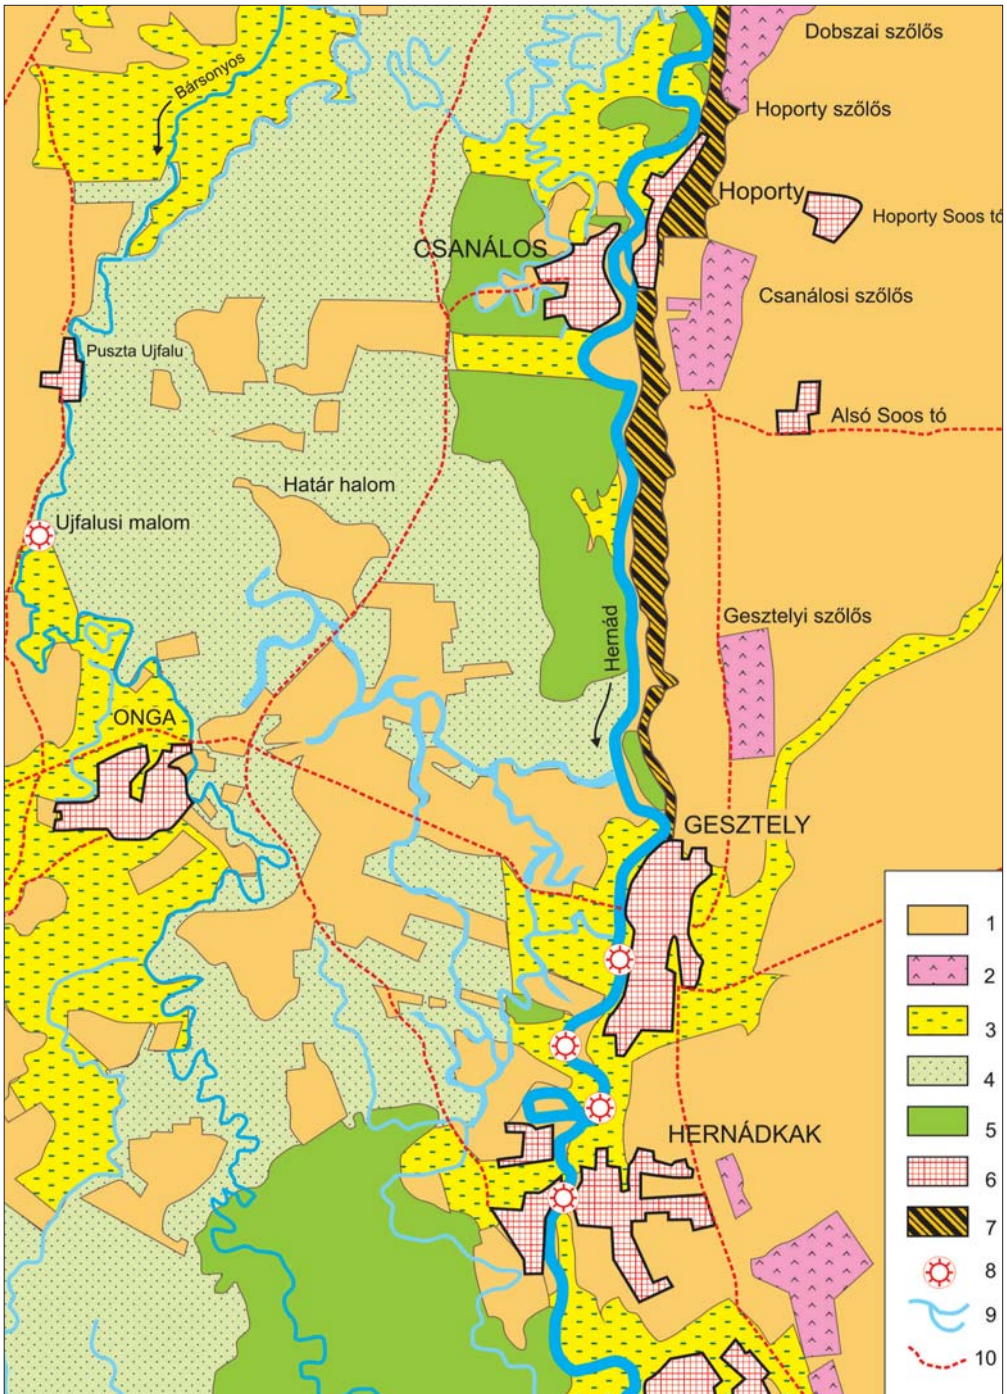 Dobszai szőlős
Bársonyos
Hoporty szőlős
Hoporty
Hoporty Soos tó
CSANÁLOS
Csanálosi szőlős
Puszta Ujfalu
Alsó Soos tó
Határ halom
Ujfalusi malom
Gesztelyi szőlős
Hernád
ONGA
GESZTELY
HERNÁDKAK
1
2
3
4
5
6
7
8
9
10